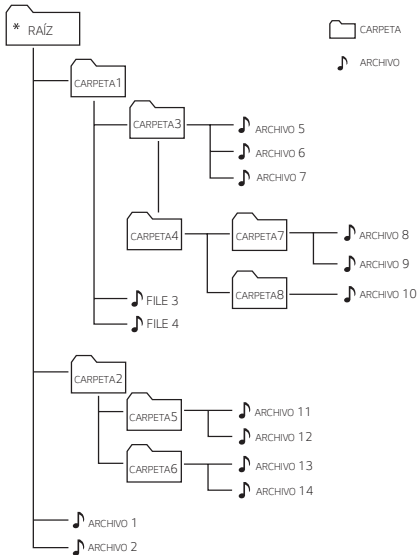 * RAÍZ
CARPETA
ARCHIVO
CARPETA1
CARPETA3
ARCHIVO 5
ARCHIVO 6
ARCHIVO 7
CARPETA4
CARPETA7
ARCHIVO 8
ARCHIVO 9
CARPETA8
ARCHIVO 10
FILE 3
FILE 4
CARPETA2
CARPETA5
ARCHIVO 11
ARCHIVO 12
CARPETA6
ARCHIVO 13
ARCHIVO 14
ARCHIVO 1
ARCHIVO 2